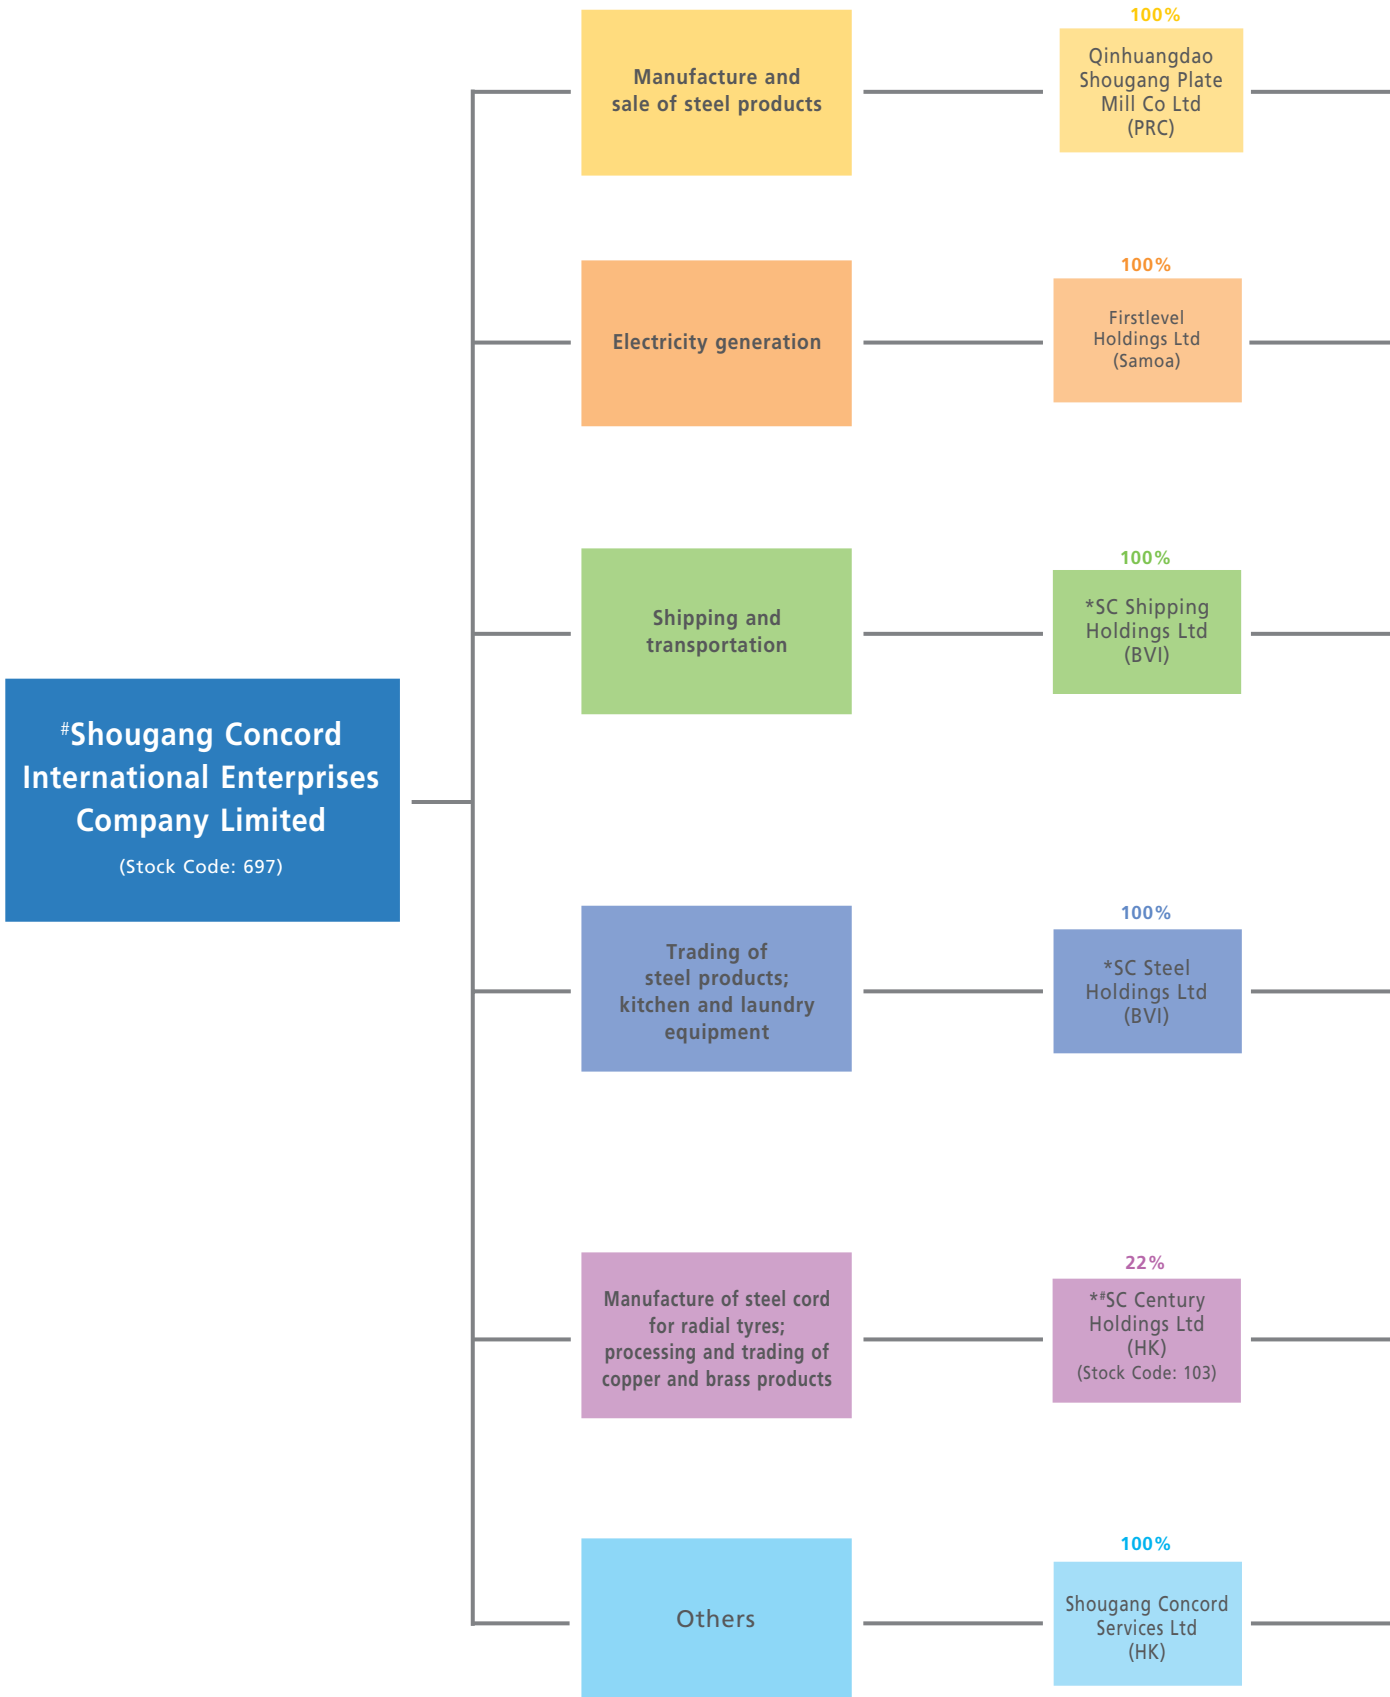 #Shougang Concord
International Enterprises
Company Limited
(Stock Code: 697)
Manufacture and
sale of steel products
100%
Qinhuangdao
Shougang Plate
Mill Co Ltd
(PRC)
Electricity generation
100%
Firstlevel
Holdings Ltd
(Samoa)
Shipping and
transportation
100%
*SC Shipping
Holdings Ltd
(BVI)
Trading of
steel products;
kitchen and laundry
equipment
100%
*SC Steel
Holdings Ltd
(BVI)
Manufacture of steel cord
for radial tyres;
processing and trading of
copper and brass products
22%
*#SC Century
Holdings Ltd
(HK)
(Stock Code: 103)
Others
100%
Shougang Concord
Services Ltd
(HK)